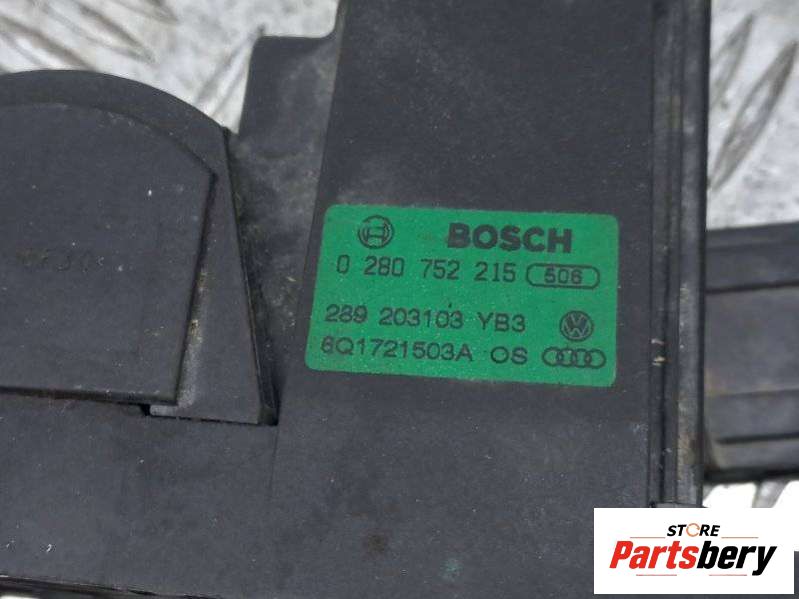 BOSCH
0 280 752 215 506
289 203103 YB3
6Q1721503A OS
STORE
Partsbery